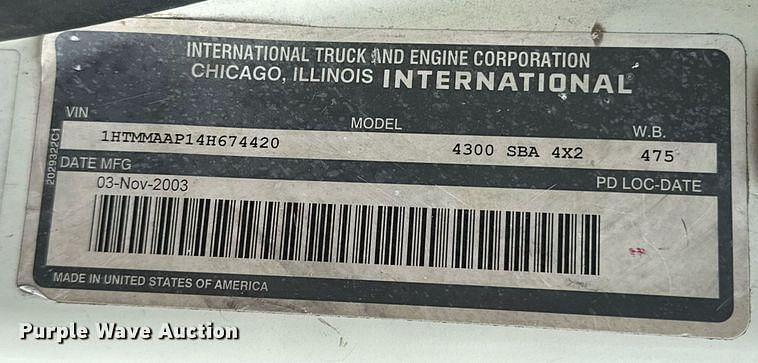 INTERNATIONAL TRUCK AND ENGINE CORPORATION
CHICAGO, ILLINOIS INTERNATIONAL®
VIN MODEL W.B.
1HTMMAAP14H674420 4300 SBA 4X2 475
2029322C1
DATE MFG PD LOC-DATE
03-Nov-2003
MADE IN UNITED STATES OF AMERICA
Purple Wave Auction